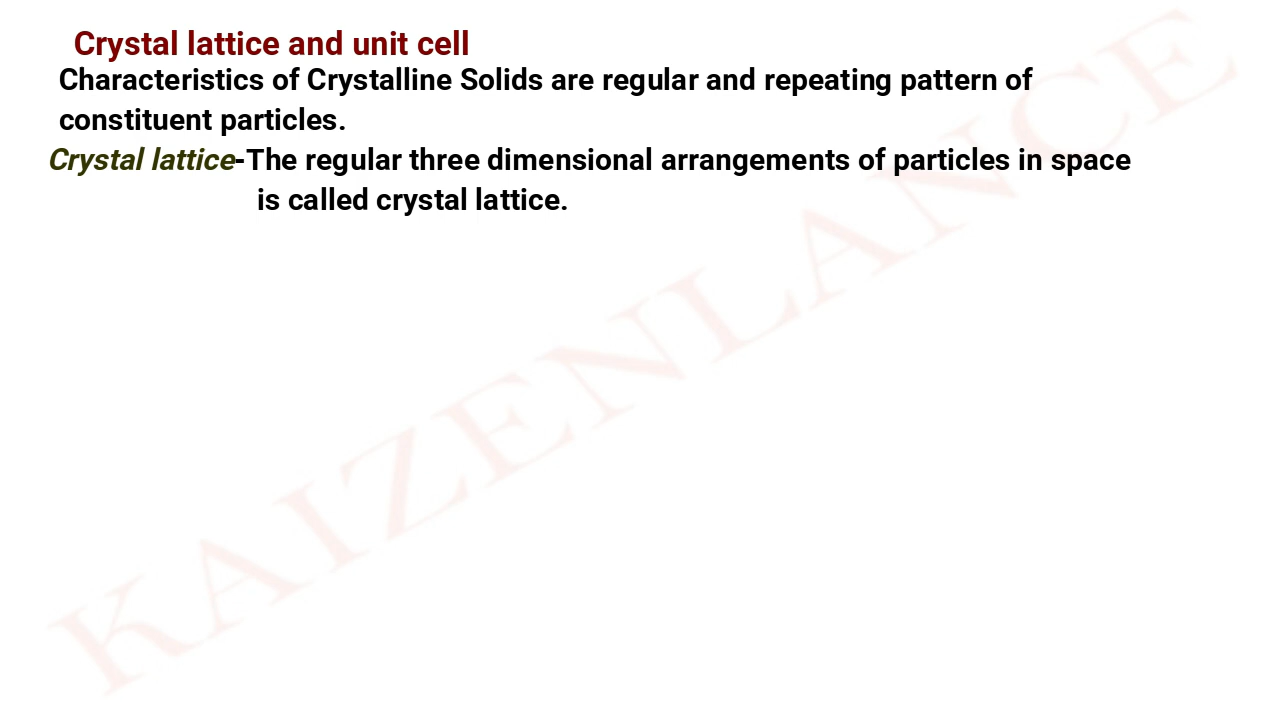 Crystal lattice and unit cell
Characteristics of Crystalline Solids are regular and repeating pattern of
constituent particles.
Crystal lattice-The regular three dimensional arrangements of particles in space
is called crystal lattice.
KAIZENLANCE